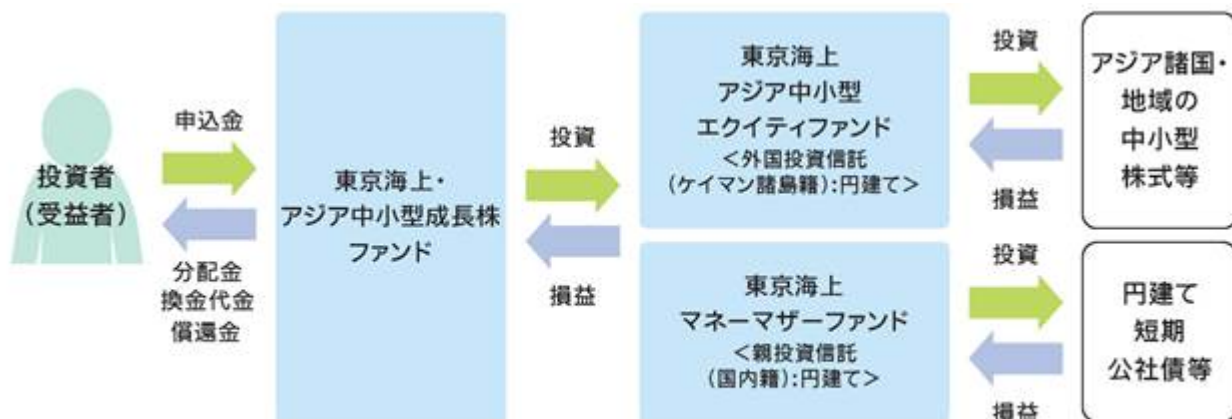 投資者
（受益者）
申込金
分配金
換金代金
償還金
東京海上・
アジア中小型成長株
ファンド
投資
損益
東京海上
アジア中小型
エクイティファンド
＜外国投資信託
（ケイマン諸島籍）：円建て＞
投資
損益
アジア諸国・
地域の
中小型
株式等
東京海上
マネーマザーファンド
＜親投資信託
（国内籍）：円建て＞
投資
損益
円建て
短期
公社債等